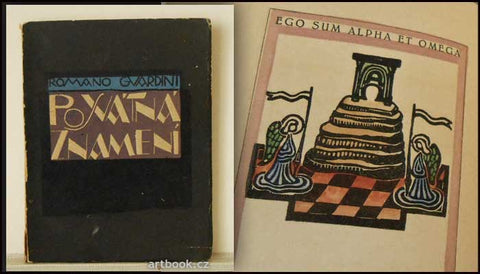 ROMANO GUARDINI
POSVÁTNÁ
ZNAMENÍ
EGO SUM ALPHA ET OMEGA
artbook.cz